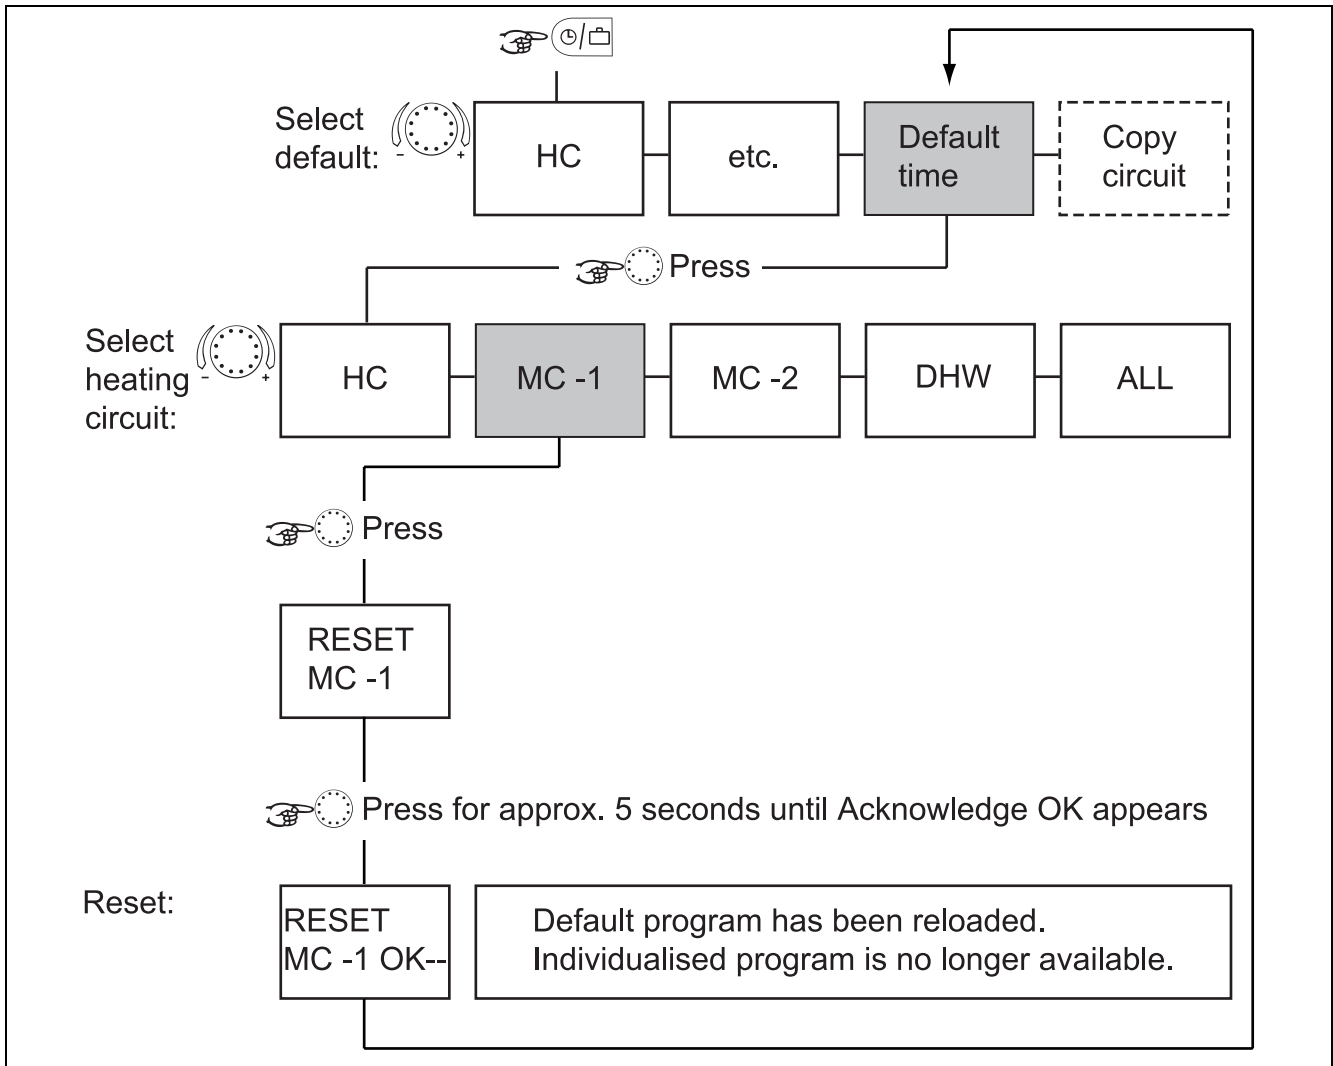 Select
default:
- +
HC
etc.
Default
time
Copy
circuit
Press
Select
heating
circuit:
- +
HC
MC -1
MC -2
DHW
ALL
Press
RESET
MC -1
Press for approx. 5 seconds until Acknowledge OK appears
Reset:
RESET
MC -1 OK--
Default program has been reloaded.
Individualised program is no longer available.